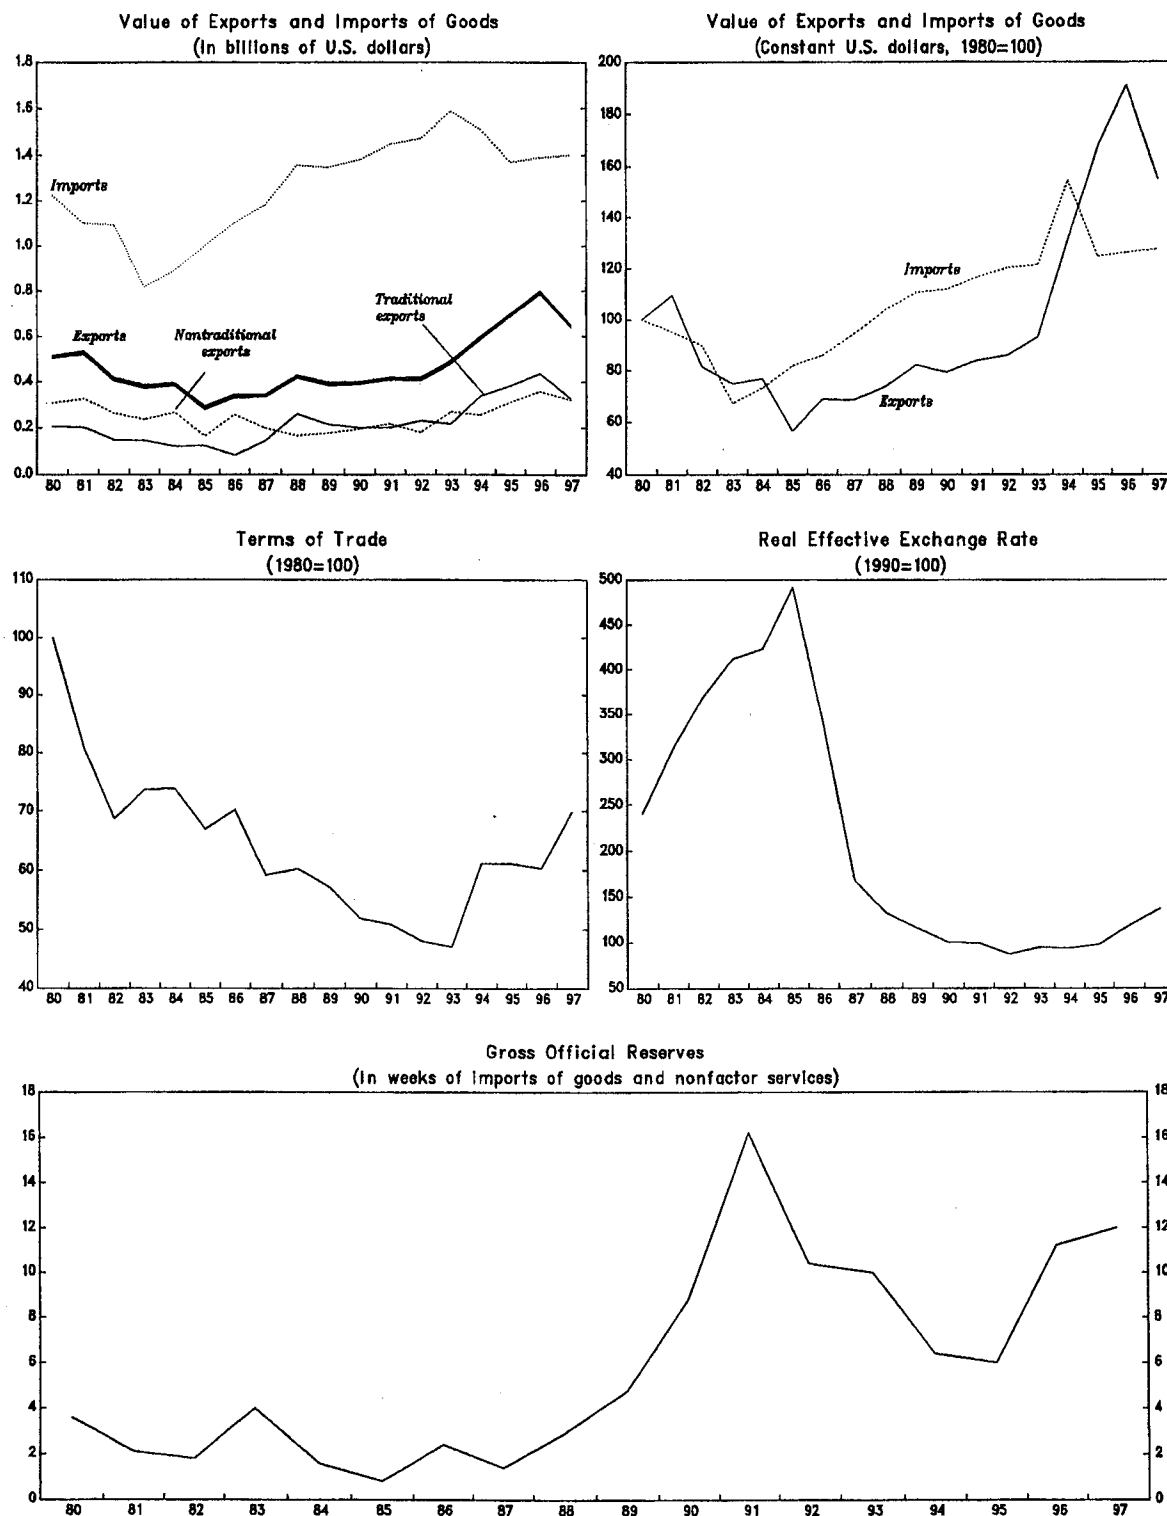 Value of Exports and Imports of Goods
(In billions of U.S. dollars)
1.8
1.6
1.4
1.2
1.0
0.8
0.6
0.4
0.2
0.0
Imports
Exports
Nontraditional
exports
Traditional
exports
80 81 82 83 84 85 86 87 88 89 90 91 92 93 94 95 96 97
Value of Exports and Imports of Goods
(Constant U.S. dollars, 1980=100)
200
180
160
140
120
100
80
60
40
Imports
Exports
80 81 82 83 84 85 86 87 88 89 90 91 92 93 94 95 96 97
Terms of Trade
(1980=100)
110
100
90
80
70
60
50
40
80 81 82 83 84 85 86 87 88 89 90 91 92 93 94 95 96 97
Real Effective Exchange Rate
(1990=100)
500
450
400
350
300
250
200
150
100
50
80 81 82 83 84 85 86 87 88 89 90 91 92 93 94 95 96 97
Gross Official Reserves
(In weeks of imports of goods and nonfactor services)
18 18
16 16
14 14
12 12
10 10
8 8
6 6
4 4
2 2
0 0
80 81 82 83 84 85 86 87 88 89 90 91 92 93 94 95 96 97